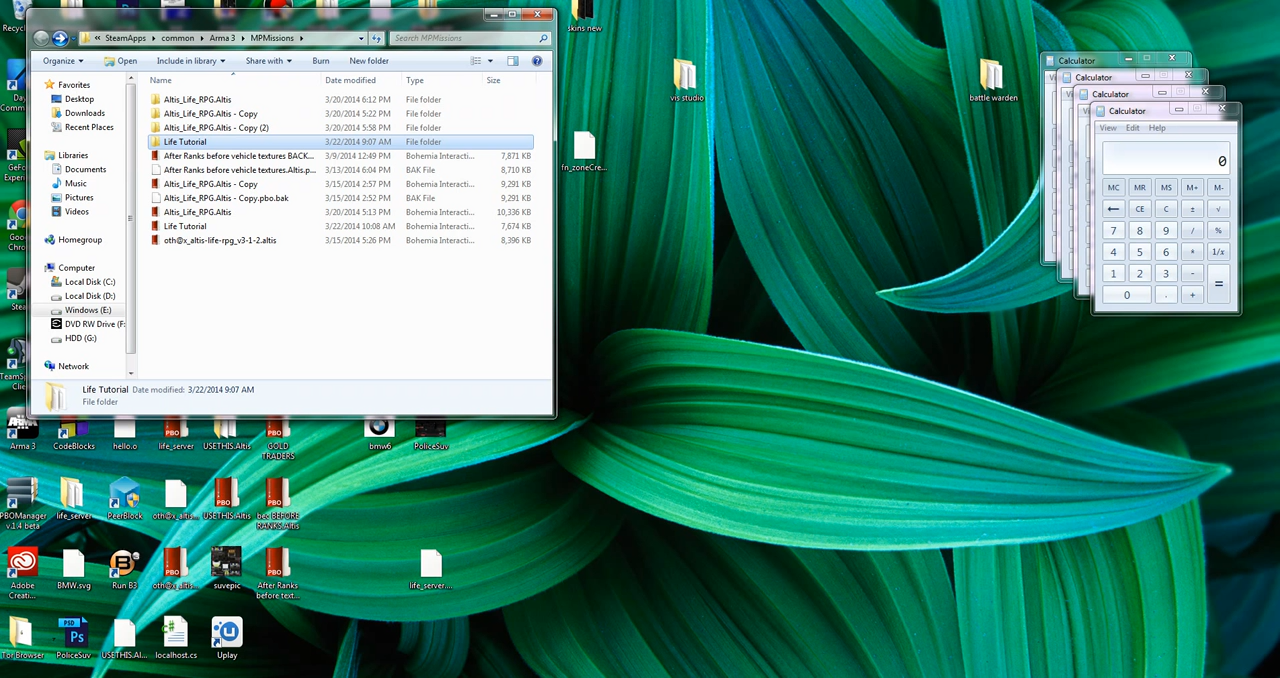 « SteamApps › common › Arma 3 › MPMissions ›
Search MPMissions
Organize
Open
Include in library
Share with
Burn
New folder
Name
Date modified
Type
Size
Favorites
Desktop
Downloads
Recent Places
Libraries
Documents
Music
Pictures
Videos
Homegroup
Computer
Local Disk (C:)
Local Disk (D:)
Windows (E:)
DVD RW Drive (F:
HDD (G:)
Network
Altis_Life_RPG.Altis 3/20/2014 6:12 PM File folder
Altis_Life_RPG.Altis - Copy 3/20/2014 5:22 PM File folder
Altis_Life_RPG.Altis - Copy (2) 3/20/2014 5:58 PM File folder
Life Tutorial 3/22/2014 9:07 AM File folder
After Ranks before vehicle textures BACK... 3/9/2014 12:49 PM Bohemia Interacti... 7,871 KB
After Ranks before vehicle textures.Altis.p... 3/13/2014 6:04 PM BAK File 8,710 KB
Altis_Life_RPG.Altis - Copy 3/15/2014 2:57 PM Bohemia Interacti... 9,291 KB
Altis_Life_RPG.Altis - Copy.pbo.bak 3/15/2014 2:52 PM BAK File 9,291 KB
Altis_Life_RPG.Altis 3/20/2014 5:13 PM Bohemia Interacti... 10,336 KB
Life Tutorial 3/22/2014 10:08 AM Bohemia Interacti... 7,674 KB
oth@x_altis-life-rpg_v3-1-2.altis 3/15/2014 5:26 PM Bohemia Interacti... 8,396 KB
Life Tutorial Date modified: 3/22/2014 9:07 AM
File folder
skins new
vis studio
battle warden
fn_zoneCre...
Calculator
Calculator
Calculator
Calculator
View Edit Help
0
MC MR MS M+ M-
← CE C ± √
7 8 9 / %
4 5 6 * 1/x
1 2 3 - =
0 . +
Arma 3
CodeBlocks
hello.o
life_server
USETHIS.Altis
GOLD
TRADERS
bmw6
PoliceSuv
PBOManager
v.1.4 beta
life_server
PeerBlock
oth@x_altis...
USETHIS.Altis
bec BEFORE
RANKS.Altis
Adobe
Creati...
BMW.svg
Run B3
oth@x_altis...
suvepic
After Ranks
before text...
life_server....
Tor Browser
PoliceSuv
USETHIS.Al...
localhost.cs
Uplay